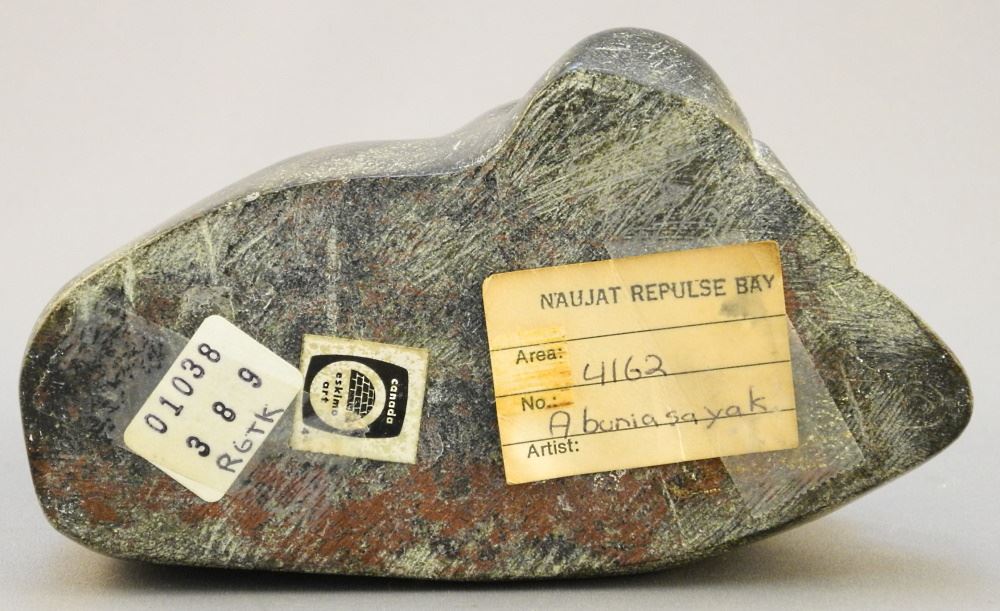 01038
3 8 9
R6TK
canada
eskimo
art
NAUJAT REPULSE BAY
Area:
4162
No.:
Abuniasayak
Artist: